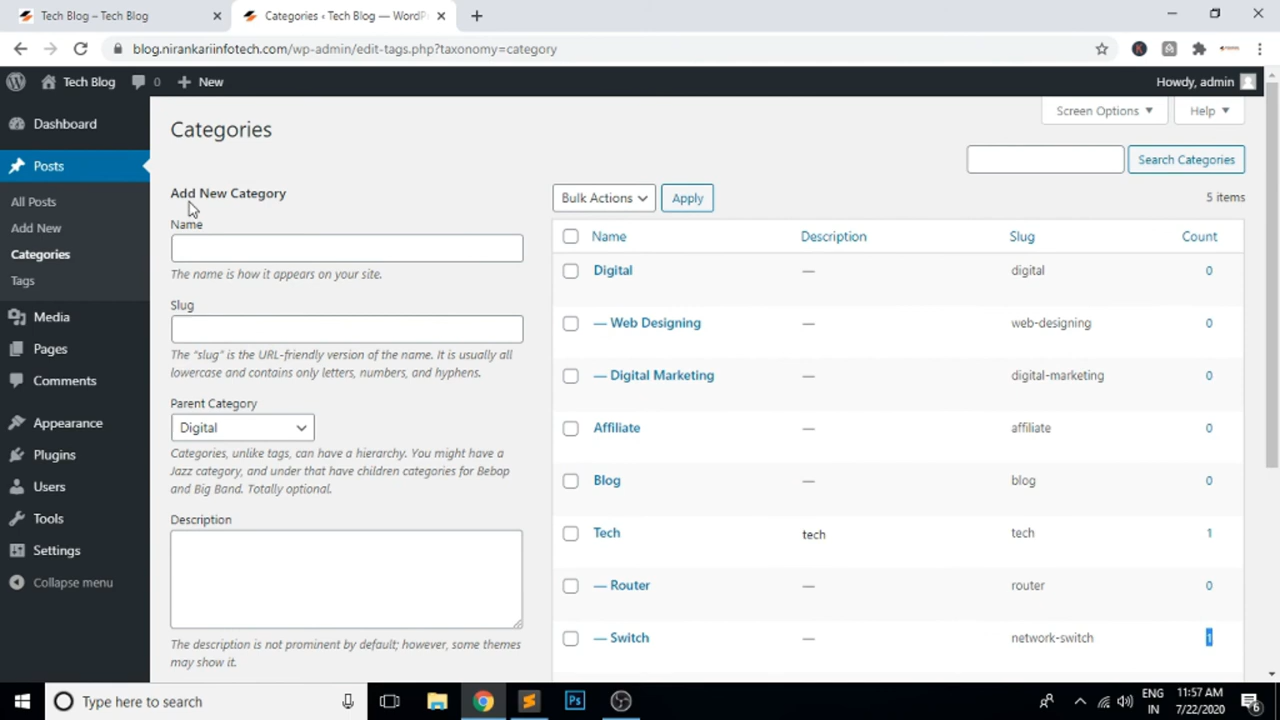 Tech Blog – Tech Blog
Categories ‹ Tech Blog — WordP
blog.nirankariinfotech.com/wp-admin/edit-tags.php?taxonomy=category
K
Tech Blog
0
New
Howdy, admin
Dashboard
Posts
All Posts
Add New
Categories
Tags
Media
Pages
Comments
Appearance
Plugins
Users
Tools
Settings
Collapse menu
Screen Options
Help
Categories
Search Categories
Add New Category
Name
The name is how it appears on your site.
Slug
The “slug” is the URL-friendly version of the name. It is usually all
lowercase and contains only letters, numbers, and hyphens.
Parent Category
Digital
Categories, unlike tags, can have a hierarchy. You might have a
Jazz category, and under that have children categories for Bebop
and Big Band. Totally optional.
Description
The description is not prominent by default; however, some themes
may show it.
Bulk Actions
Apply
5 items
Name Description Slug Count
Digital — digital 0
— Web Designing — web-designing 0
— Digital Marketing — digital-marketing 0
Affiliate — affiliate 0
Blog — blog 0
Tech tech tech 1
— Router — router 0
— Switch — network-switch 1
Type here to search
Ps
ENG
IN
11:57 AM
7/22/2020
6